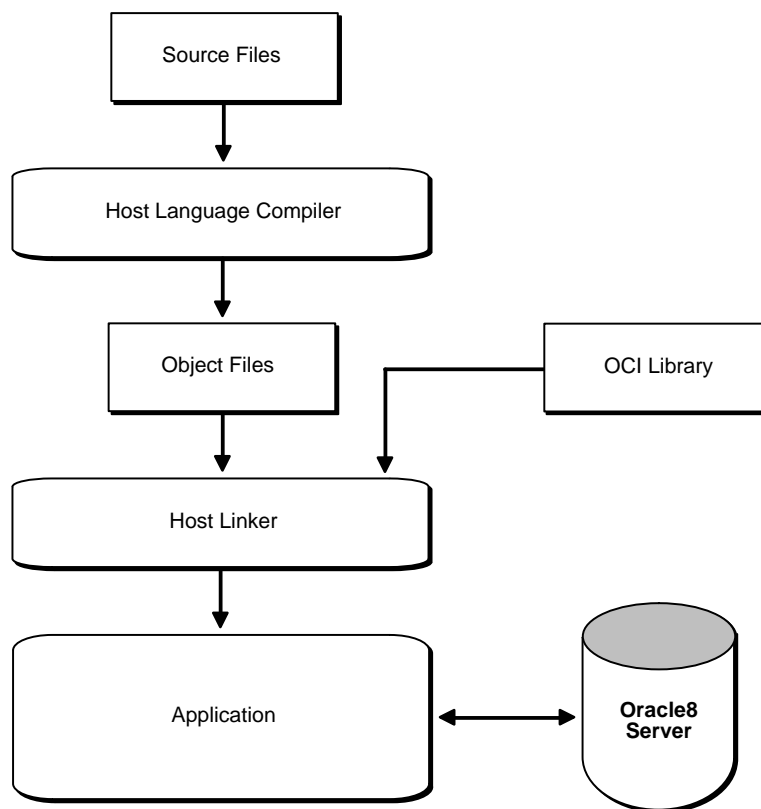 Source Files
Host Language Compiler
Object Files
OCI Library
Host Linker
Application
Oracle8
Server